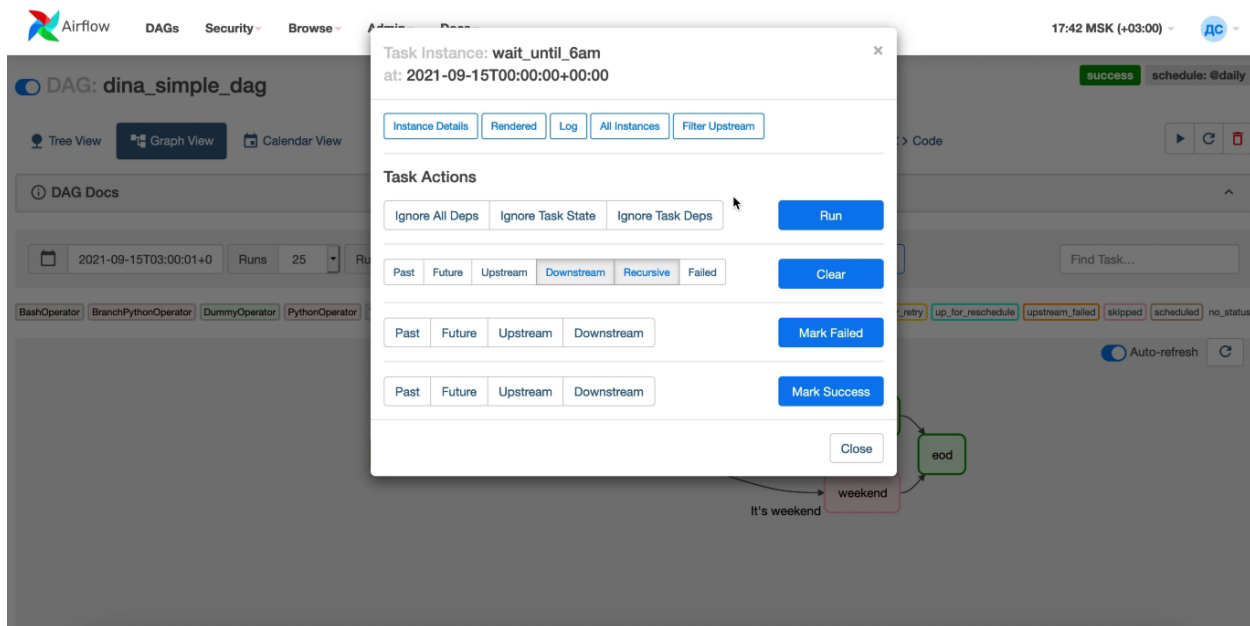 Airflow
DAGs Security Browse Admin Docs
17:42 MSK (+03:00) ДС
Task Instance: wait_until_6am ×
at: 2021-09-15T00:00:00+00:00
DAG: dina_simple_dag
success schedule: @daily
Instance Details Rendered Log All Instances Filter Upstream
Tree View Graph View Calendar View
> Code
Task Actions
DAG Docs
Ignore All Deps Ignore Task State Ignore Task Deps Run
2021-09-15T03:00:01+0 Runs 25 Ru
Find Task...
Past Future Upstream Downstream Recursive Failed Clear
BashOperator BranchPythonOperator DummyOperator PythonOperator
_retry up_for_reschedule upstream_failed skipped scheduled no_status
Past Future Upstream Downstream Mark Failed
Auto-refresh
Past Future Upstream Downstream Mark Success
Close
eod
weekend
It's weekend